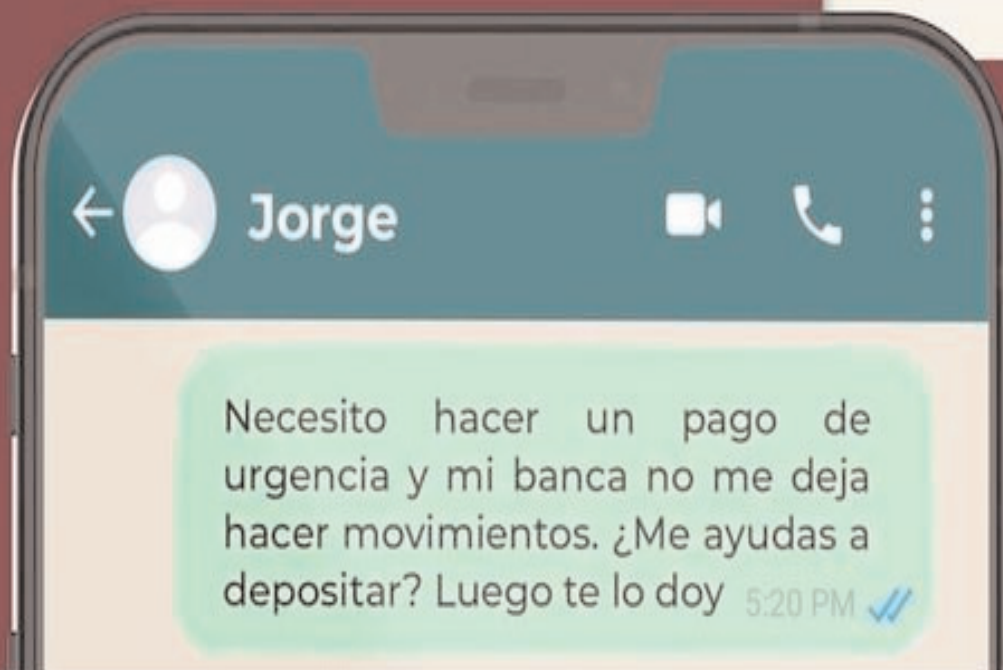 Jorge
Necesito hacer un pago de
urgencia y mi banca no me deja
hacer movimientos. ¿Me ayudas a
depositar? Luego te lo doy 5:20 PM